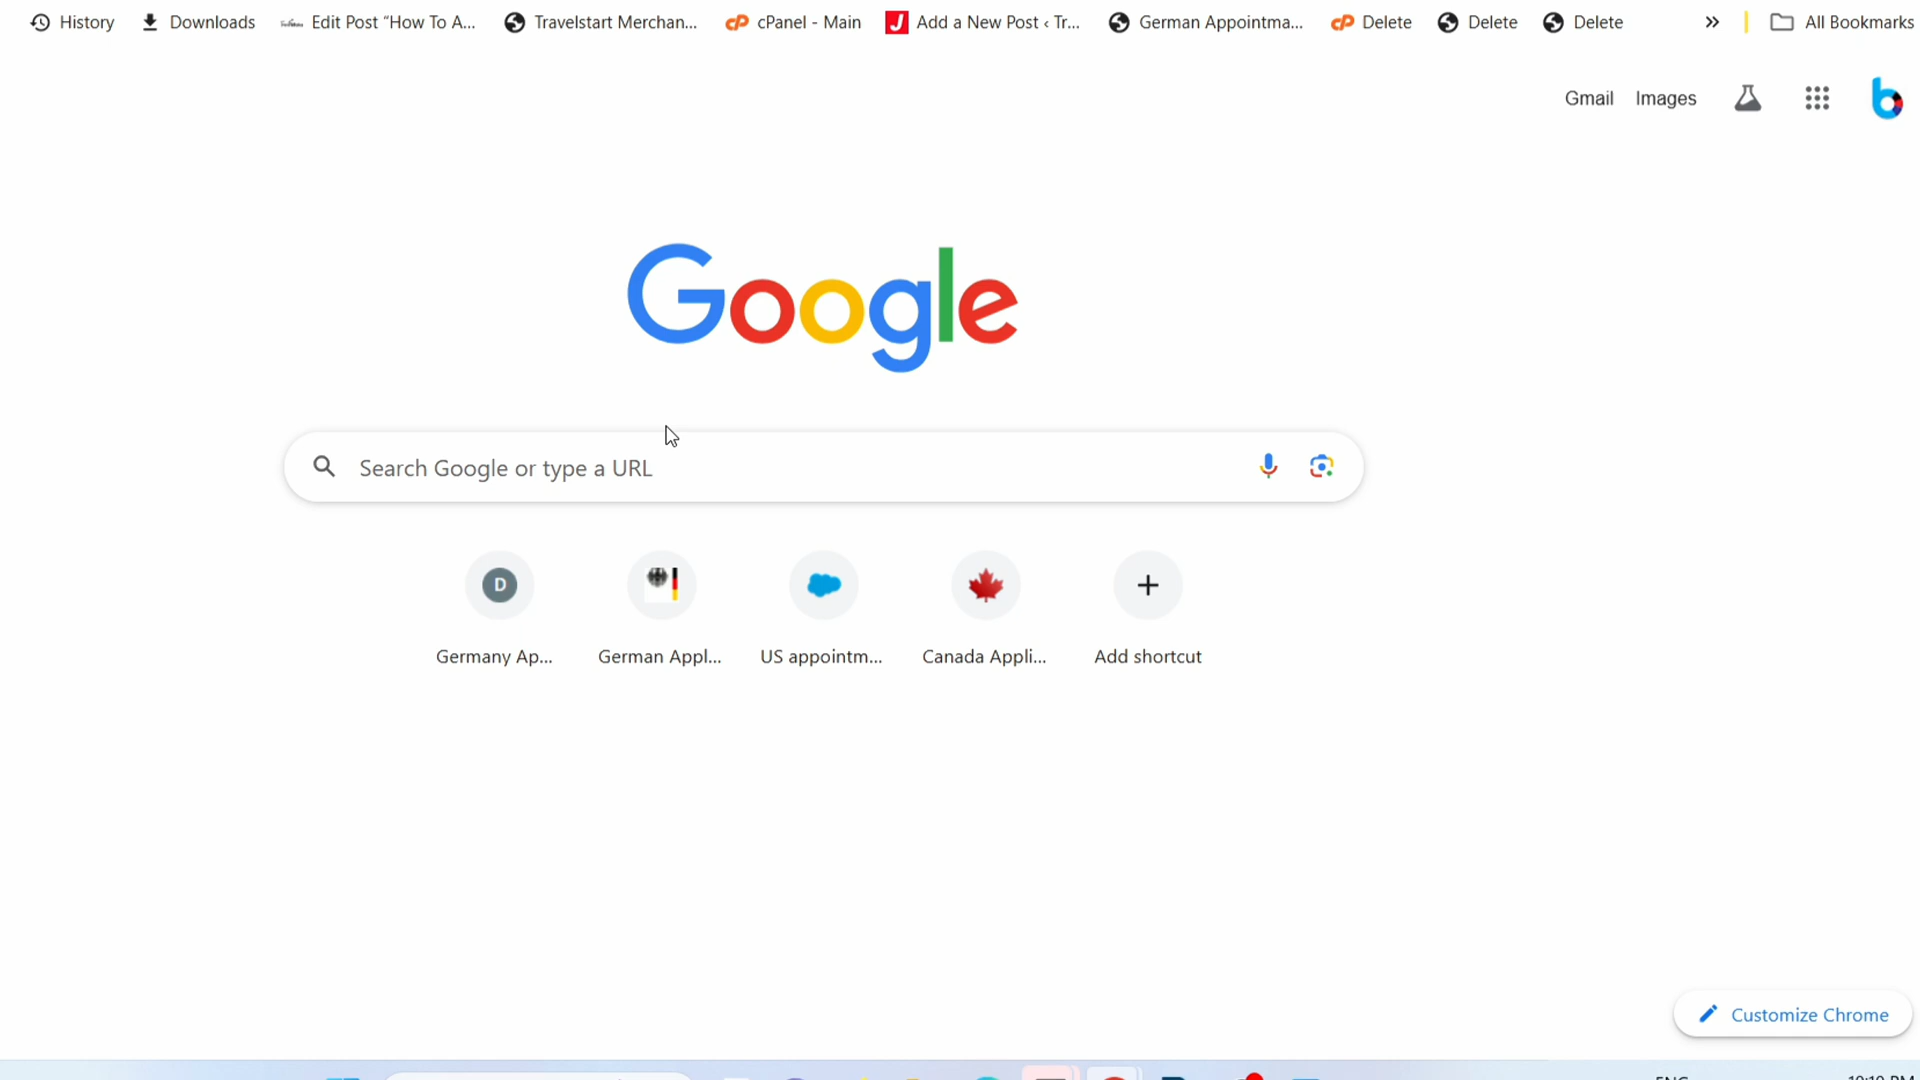 History Downloads Edit Post “How To A... Travelstart Merchan... cPanel - Main Add a New Post ‹ Tr... German Appointma... Delete Delete Delete » All Bookmarks
Gmail Images
Google
Search Google or type a URL
D
Germany Ap... German Appl... US appointm... Canada Appli... Add shortcut
Customize Chrome